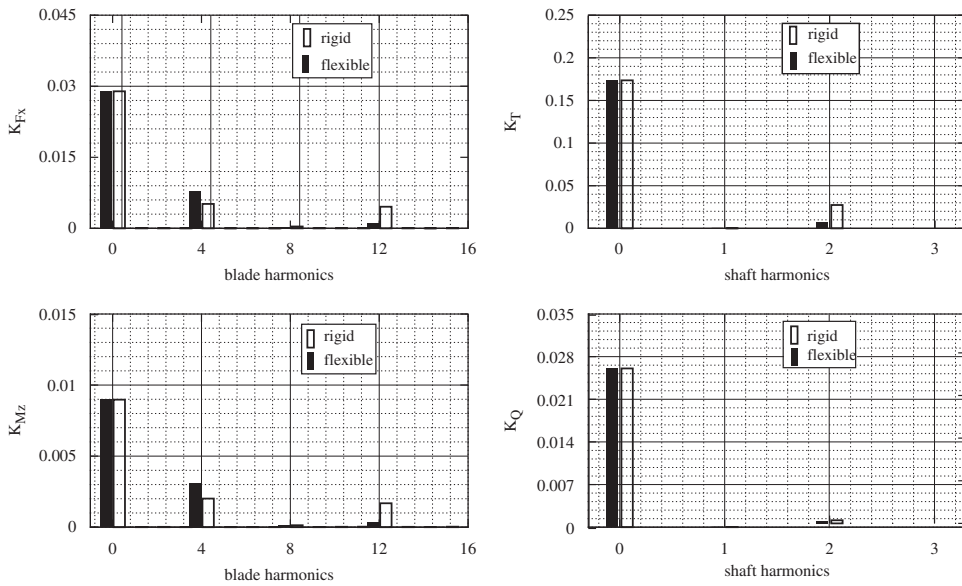 0.045
0.03
0.015
0
K_Fx
rigid
flexible
0 4 8 12 16
blade harmonics
0.25
0.2
0.15
0.1
0.05
0
K_T
rigid
flexible
0 1 2 3
shaft harmonics
0.015
0.01
0.005
0
K_Mz
rigid
flexible
0 4 8 12 16
blade harmonics
0.035
0.028
0.021
0.014
0.007
0
K_Q
rigid
flexible
0 1 2 3
shaft harmonics